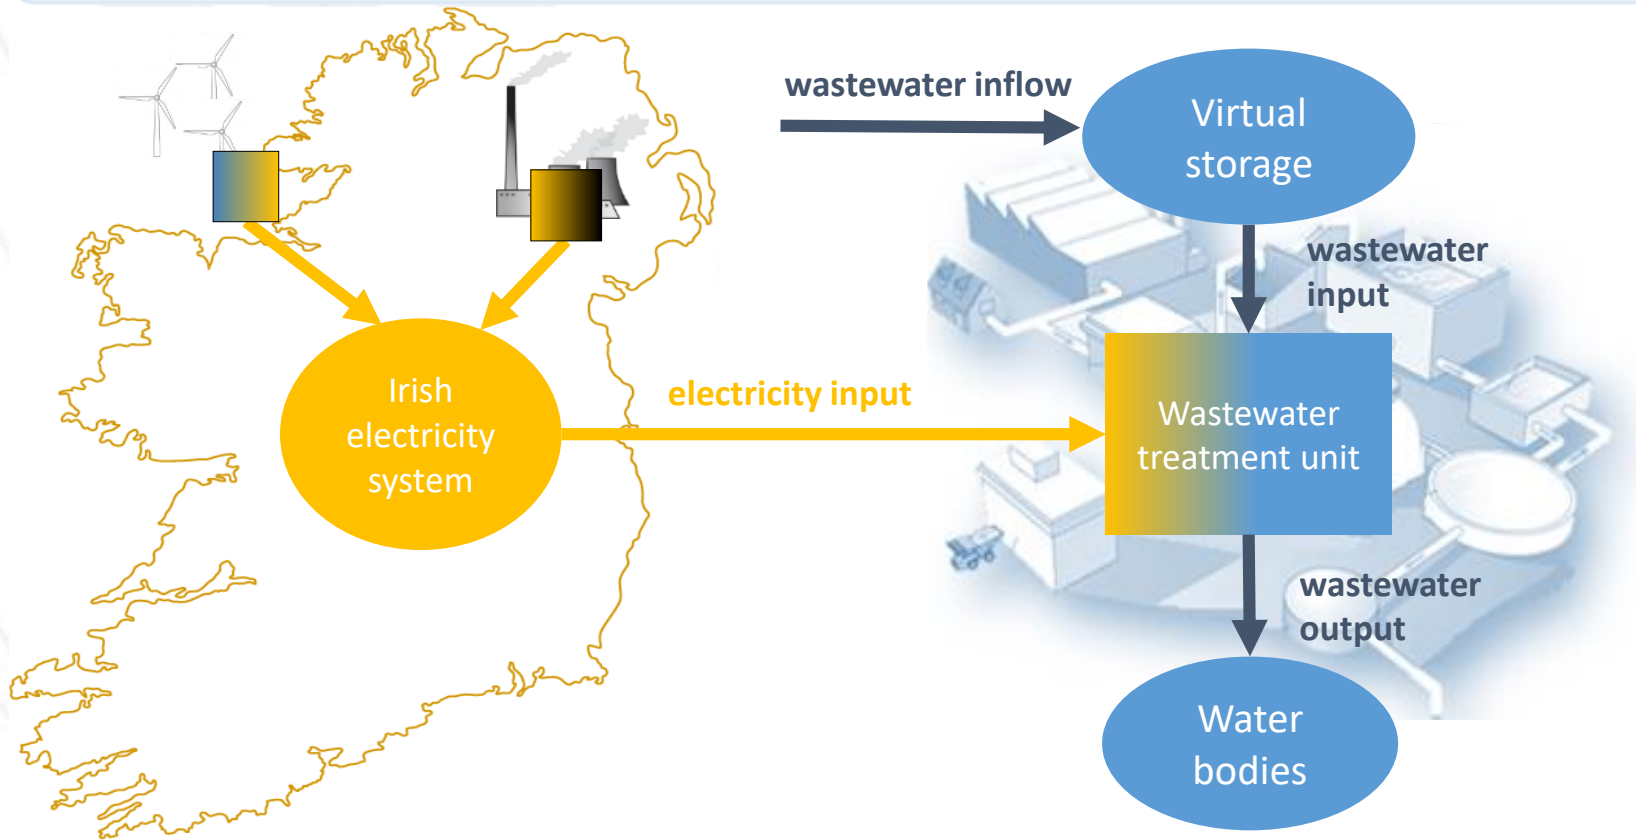 wastewater inflow
Virtual
storage
wastewater
input
Irish
electricity
system
electricity input
Wastewater
treatment unit
wastewater
output
Water
bodies